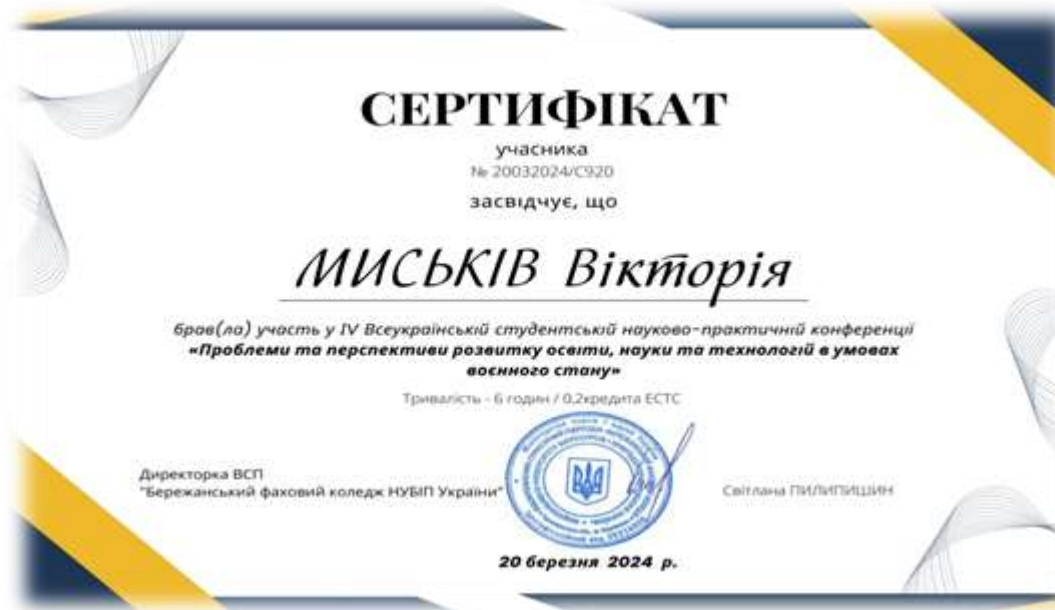 СЕРТИФІКАТ
учасника
№ 20032024/С920
засвідчує, що
МИСЬКІВ Вікторія
брав(ла) участь у IV Всеукраїнській студентській науково-практичній конференції
«Проблеми та перспективи розвитку освіти, науки та технологій в умовах
воєнного стану»
Тривалість - 6 годин / 0,2кредита ЕСТС
Директорка ВСП
"Бережанський фаховий коледж НУБІП України"
Світлана ПИЛИПИШИН
20 березня 2024 р.